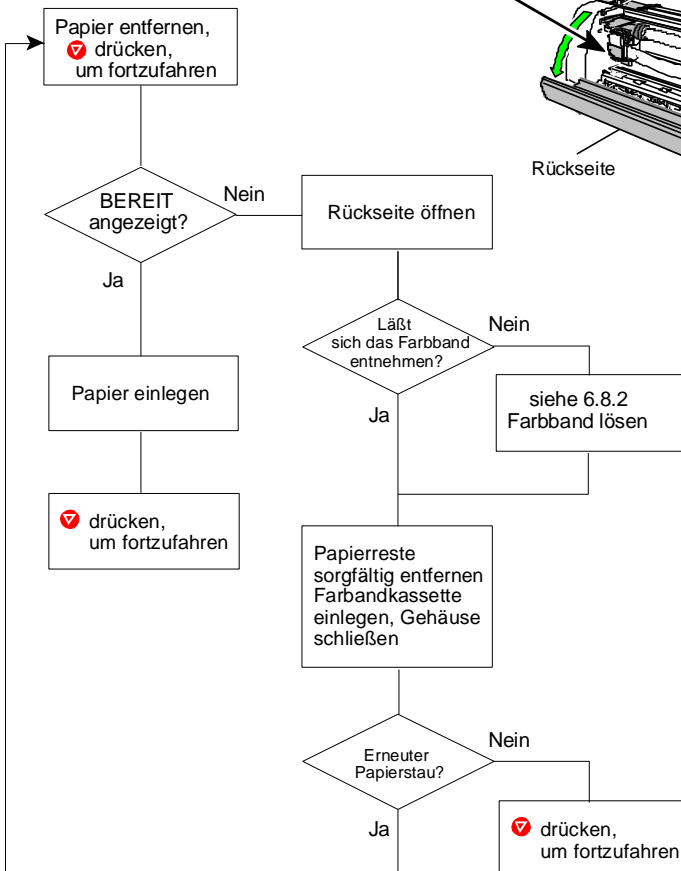 Papier entfernen,
drücken,
um fortzufahren
Rückseite
BEREIT
angezeigt?
Nein
Rückseite öffnen
Ja
Läßt
sich das Farbband
entnehmen?
Nein
Papier einlegen
Ja
siehe 6.8.2
Farbband lösen
drücken,
um fortzufahren
Papierreste
sorgfältig entfernen
Farbandkassette
einlegen, Gehäuse
schließen
Erneuter
Papierstau?
Nein
Ja
drücken,
um fortzufahren